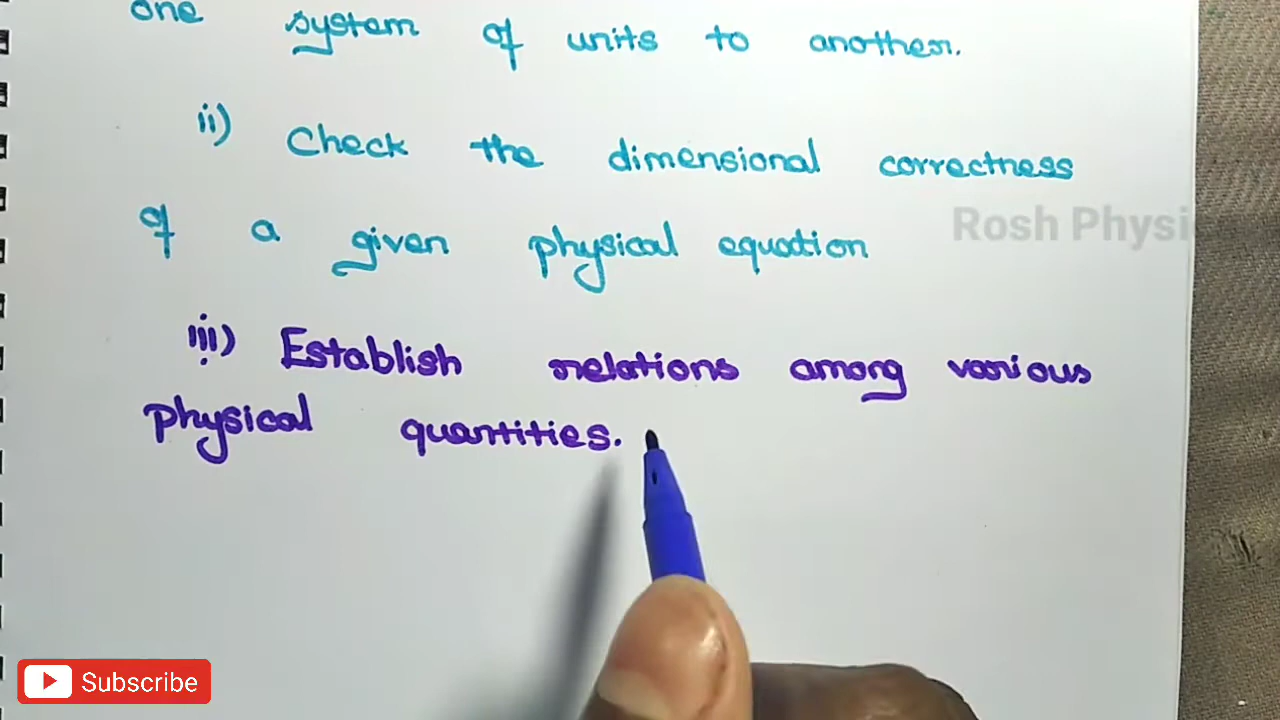 one system of units to another.
ii) Check the dimensional correctness
of a given physical equation
Rosh Physi
iii) Establish relations among various
physical quantities.
Subscribe